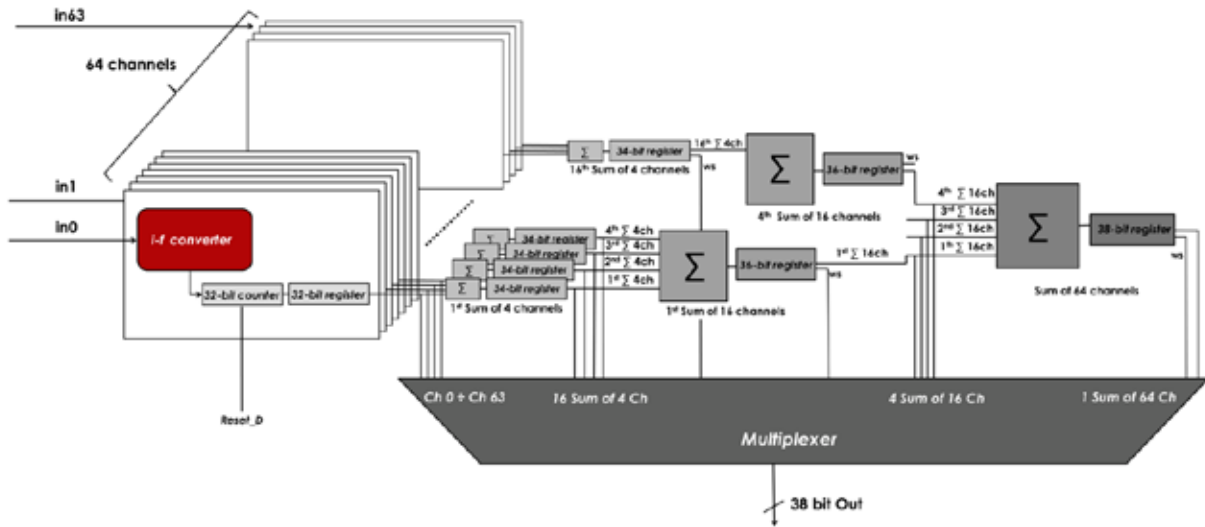 in63
64 channels
in1
in0
i-f converter
32-bit counter
32-bit register
Reset_D
Σ
34-bit register
16th Σ 4ch
16th Sum of 4 channels
ws
Σ
36-bit register
ws
4th Sum of 16 channels
Σ
34-bit register
Σ
34-bit register
Σ
34-bit register
Σ
34-bit register
1st Sum of 4 channels
4th Σ 4ch
3rd Σ 4ch
2nd Σ 4ch
1st Σ 4ch
Σ
36-bit register
ws
1st Sum of 16 channels
1st Σ 16ch
4th Σ 16ch
3rd Σ 16ch
2nd Σ 16ch
1th Σ 16ch
Σ
38-bit register
ws
Sum of 64 channels
Ch 0 ÷ Ch 63
16 Sum of 4 Ch
4 Sum of 16 Ch
1 Sum of 64 Ch
Multiplexer
38 bit Out